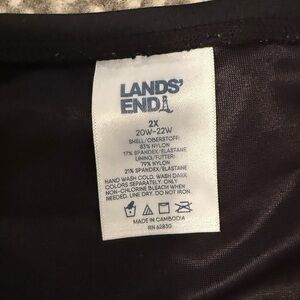 LANDS'
END
2X
20W-22W
SHELL/OBERSTOFF:
83% NYLON
17% SPANDEX/ELASTANE
LINING/FUTTER:
79% NYLON
21% SPANDEX/ELASTANE
HAND WASH COLD. WASH DARK
COLORS SEPARATELY. ONLY
NON-CHLORINE BLEACH WHEN
NEEDED. LINE DRY. DO NOT IRON.
MADE IN CAMBODIA
RN 62830